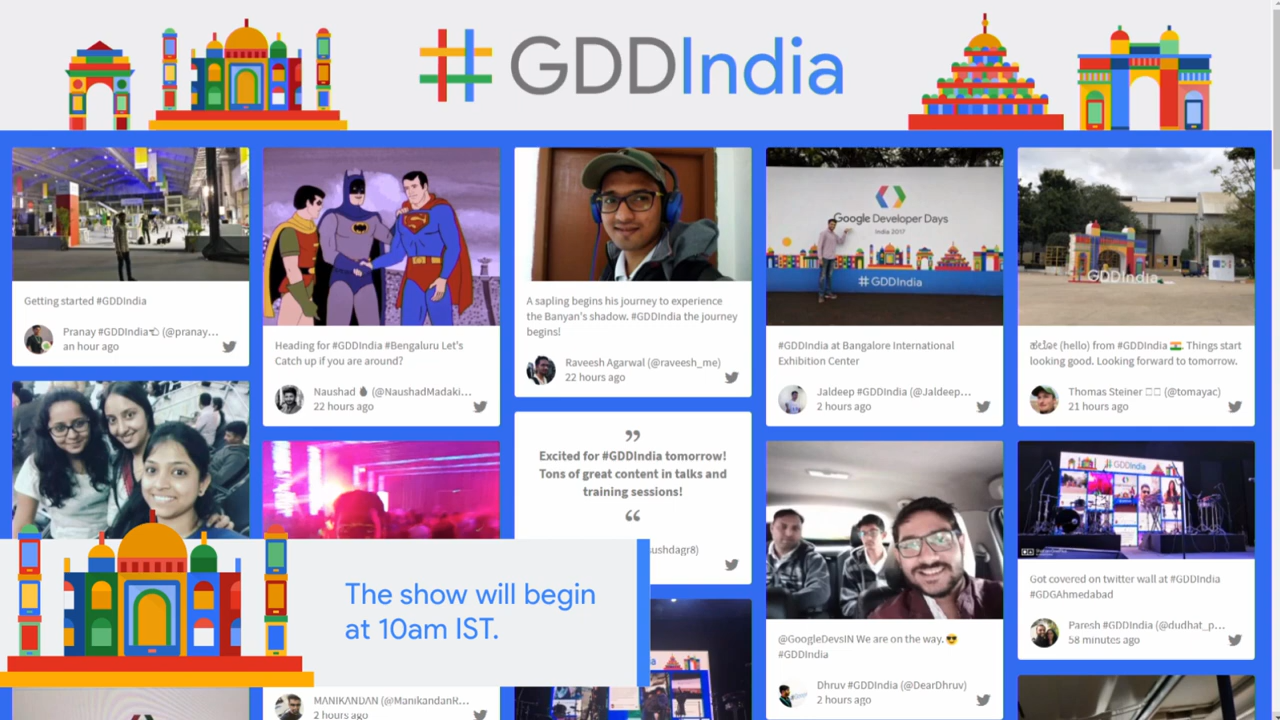 #GDDIndia
Getting started #GDDIndia
Pranay #GDDIndia (@pranay...
an hour ago
Heading for #GDDIndia #Bengaluru Let's
Catch up if you are around?
Naushad (@NaushadMadaki...
22 hours ago
MANIKANDAN (@ManikandanR...
2 hours ago
A sapling begins his journey to experience
the Banyan's shadow. #GDDIndia the journey
begins!
Raveesh Agarwal (@raveesh_me)
22 hours ago
”
Excited for #GDDIndia tomorrow!
Tons of great content in talks and
training sessions!
“
ushdagr8)
Google Developer Days
India 2017
#GDDIndia
#GDDIndia at Bangalore International
Exhibition Center
Jaldeep #GDDIndia (@Jaldeep...
2 hours ago
@GoogleDevsIN We are on the way. 😎
#GDDIndia
Dhruv #GDDIndia (@DearDhruv)
2 hours ago
GDDIndia
(hello) from #GDDIndia 🇮🇳. Things start
looking good. Looking forward to tomorrow.
Thomas Steiner (@tomayac)
21 hours ago
#GDDIndia
Got covered on twitter wall at #GDDIndia
#GDGAhmedabad
Paresh #GDDIndia (@dudhat_p...
58 minutes ago
The show will begin
at 10am IST.